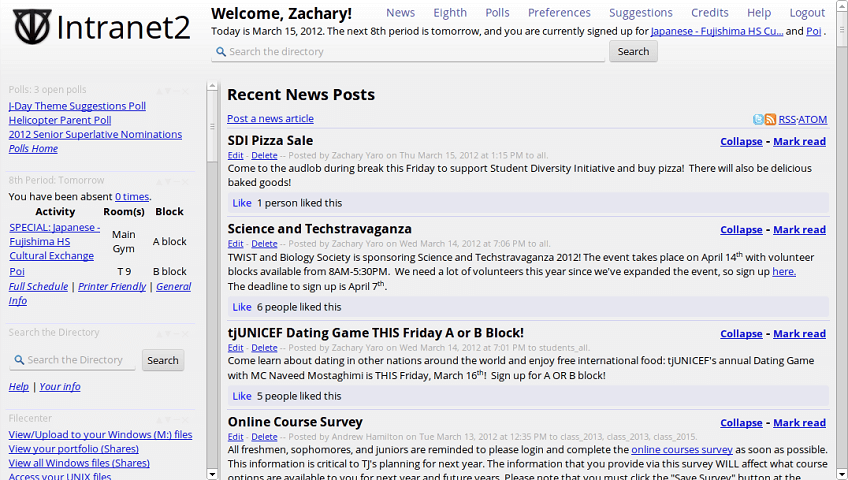 Intranet2
Welcome, Zachary!
News Eighth Polls Preferences Suggestions Credits Help Logout
Today is March 15, 2012. The next 8th period is tomorrow, and you are currently signed up for Japanese - Fujishima HS Cu... and Poi .
Search the directory Search
Polls: 3 open polls
J-Day Theme Suggestions Poll
Helicopter Parent Poll
2012 Senior Superlative Nominations
Polls Home
8th Period: Tomorrow
You have been absent 0 times.
Activity Room(s) Block
SPECIAL: Japanese - Fujishima HS Cultural Exchange Main Gym A block
Poi T 9 B block
Full Schedule | Printer Friendly | General
Info
Search the Directory
Search the Directory Search
Help | Your info
Filecenter
View/Upload to your Windows (M:) files
View your portfolio (Shares)
View all Windows files (Shares)
Access your UNIX files
Recent News Posts
Post a news article RSS·ATOM
SDI Pizza Sale Collapse - Mark read
Edit - Delete -- Posted by Zachary Yaro on Thu March 15, 2012 at 1:15 PM to all.
Come to the audlob during break this Friday to support Student Diversity Initiative and buy pizza! There will also be delicious
baked goods!
Like 1 person liked this
Science and Techstravaganza Collapse - Mark read
Edit - Delete -- Posted by Zachary Yaro on Wed March 14, 2012 at 7:06 PM to all.
TWIST and Biology Society is sponsoring Science and Techstravaganza 2012! The event takes place on April 14th with volunteer
blocks available from 8AM-5:30PM. We need a lot of volunteers this year since we've expanded the event, so sign up here.
The deadline to sign up is April 7th.
Like 6 people liked this
tjUNICEF Dating Game THIS Friday A or B Block! Collapse - Mark read
Edit - Delete -- Posted by Zachary Yaro on Wed March 14, 2012 at 7:01 PM to students_all.
Come learn about dating in other nations around the world and enjoy free international food: tjUNICEF's annual Dating Game
with MC Naveed Mostaghimi is THIS Friday, March 16th! Sign up for A OR B block!
Like 5 people liked this
Online Course Survey Collapse - Mark read
Edit - Delete -- Posted by Andrew Hamilton on Tue March 13, 2012 at 12:35 PM to class_2013, class_2013, class_2015.
All freshmen, sophomores, and juniors are reminded to please login and complete the online courses survey as soon as possible.
This information is critical to TJ's planning for next year. The information that you provide via this survey WILL affect what course
options are available to you for next year and future years. Please note that you must click the "Save Survey" button at the